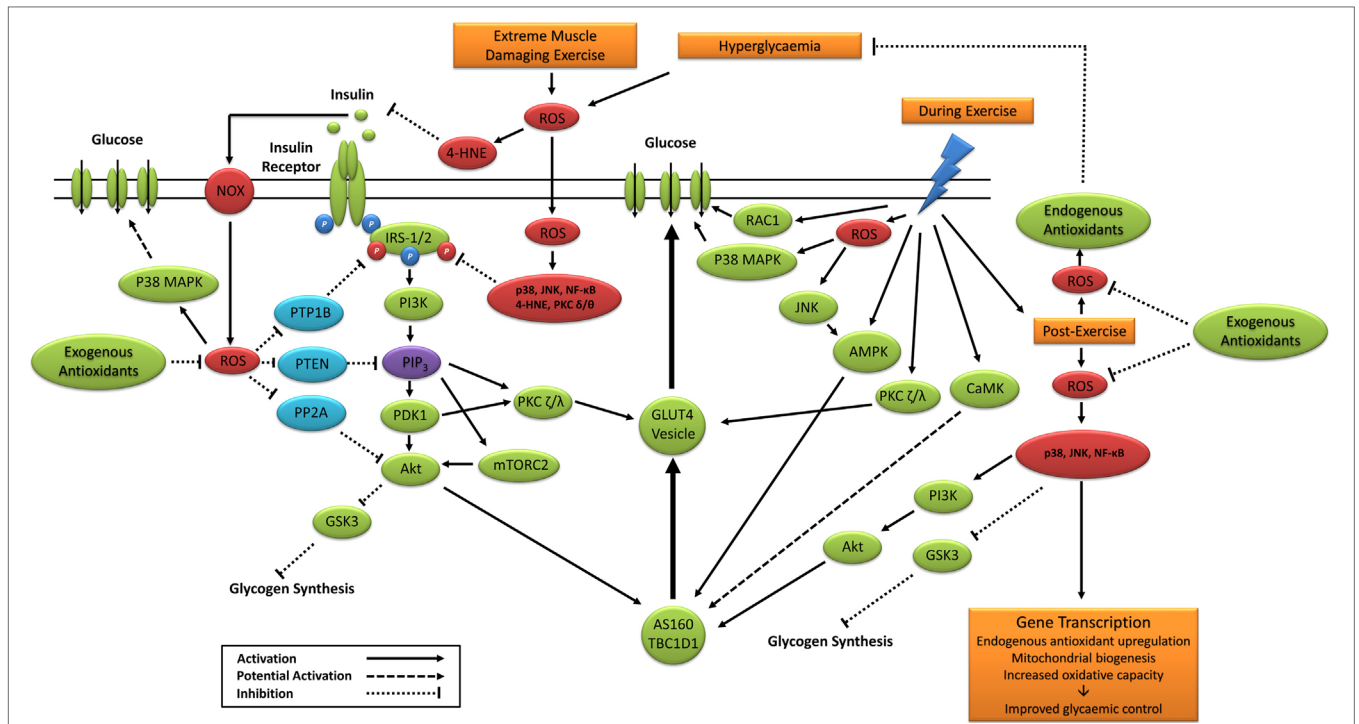 Extreme Muscle
Damaging Exercise
Hyperglycaemia
Insulin
ROS
During Exercise
Glucose
Insulin
Receptor
4-HNE
Glucose
NOX
RAC1
Endogenous
Antioxidants
P
P
IRS-1/2
P
P
P
ROS
ROS
P38 MAPK
P38 MAPK
ROS
p38, JNK, NF-κB
4-HNE, PKC δ/θ
PI3K
JNK
PTP1B
Post-Exercise
Exogenous
Antioxidants
Exogenous
Antioxidants
ROS
PTEN
PIP3
AMPK
ROS
PP2A
PDK1
PKC ζ/λ
PKC ζ/λ
CaMK
GLUT4
Vesicle
Akt
mTORC2
p38, JNK, NF-κB
PI3K
GSK3
Akt
GSK3
Glycogen Synthesis
AS160
TBC1D1
Glycogen Synthesis
Gene Transcription
Endogenous antioxidant upregulation
Mitochondrial biogenesis
Increased oxidative capacity
↓
Improved glycaemic control
Activation
Potential Activation
Inhibition